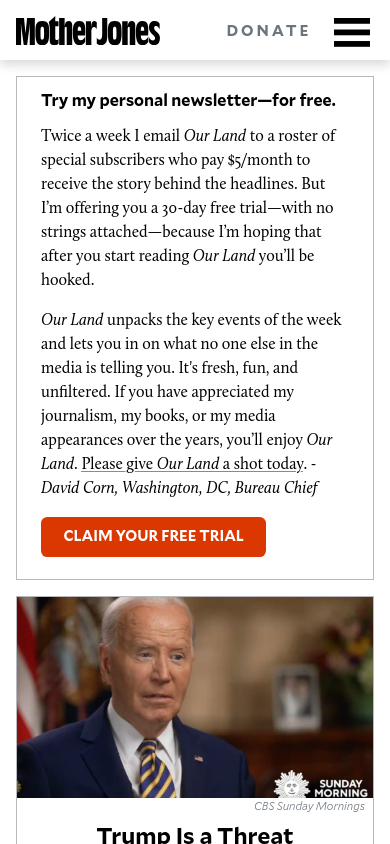 Mother Jones
DONATE
Try my personal newsletter—for free.
Twice a week I email Our Land to a roster of
special subscribers who pay $5/month to
receive the story behind the headlines. But
I'm offering you a 30-day free trial—with no
strings attached—because I'm hoping that
after you start reading Our Land you'll be
hooked.
Our Land unpacks the key events of the week
and lets you in on what no one else in the
media is telling you. It's fresh, fun, and
unfiltered. If you have appreciated my
journalism, my books, or my media
appearances over the years, you'll enjoy Our
Land. Please give Our Land a shot today. -
David Corn, Washington, DC, Bureau Chief
CLAIM YOUR FREE TRIAL
SUNDAY
MORNING
CBS Sunday Mornings
Trump Is a Threat